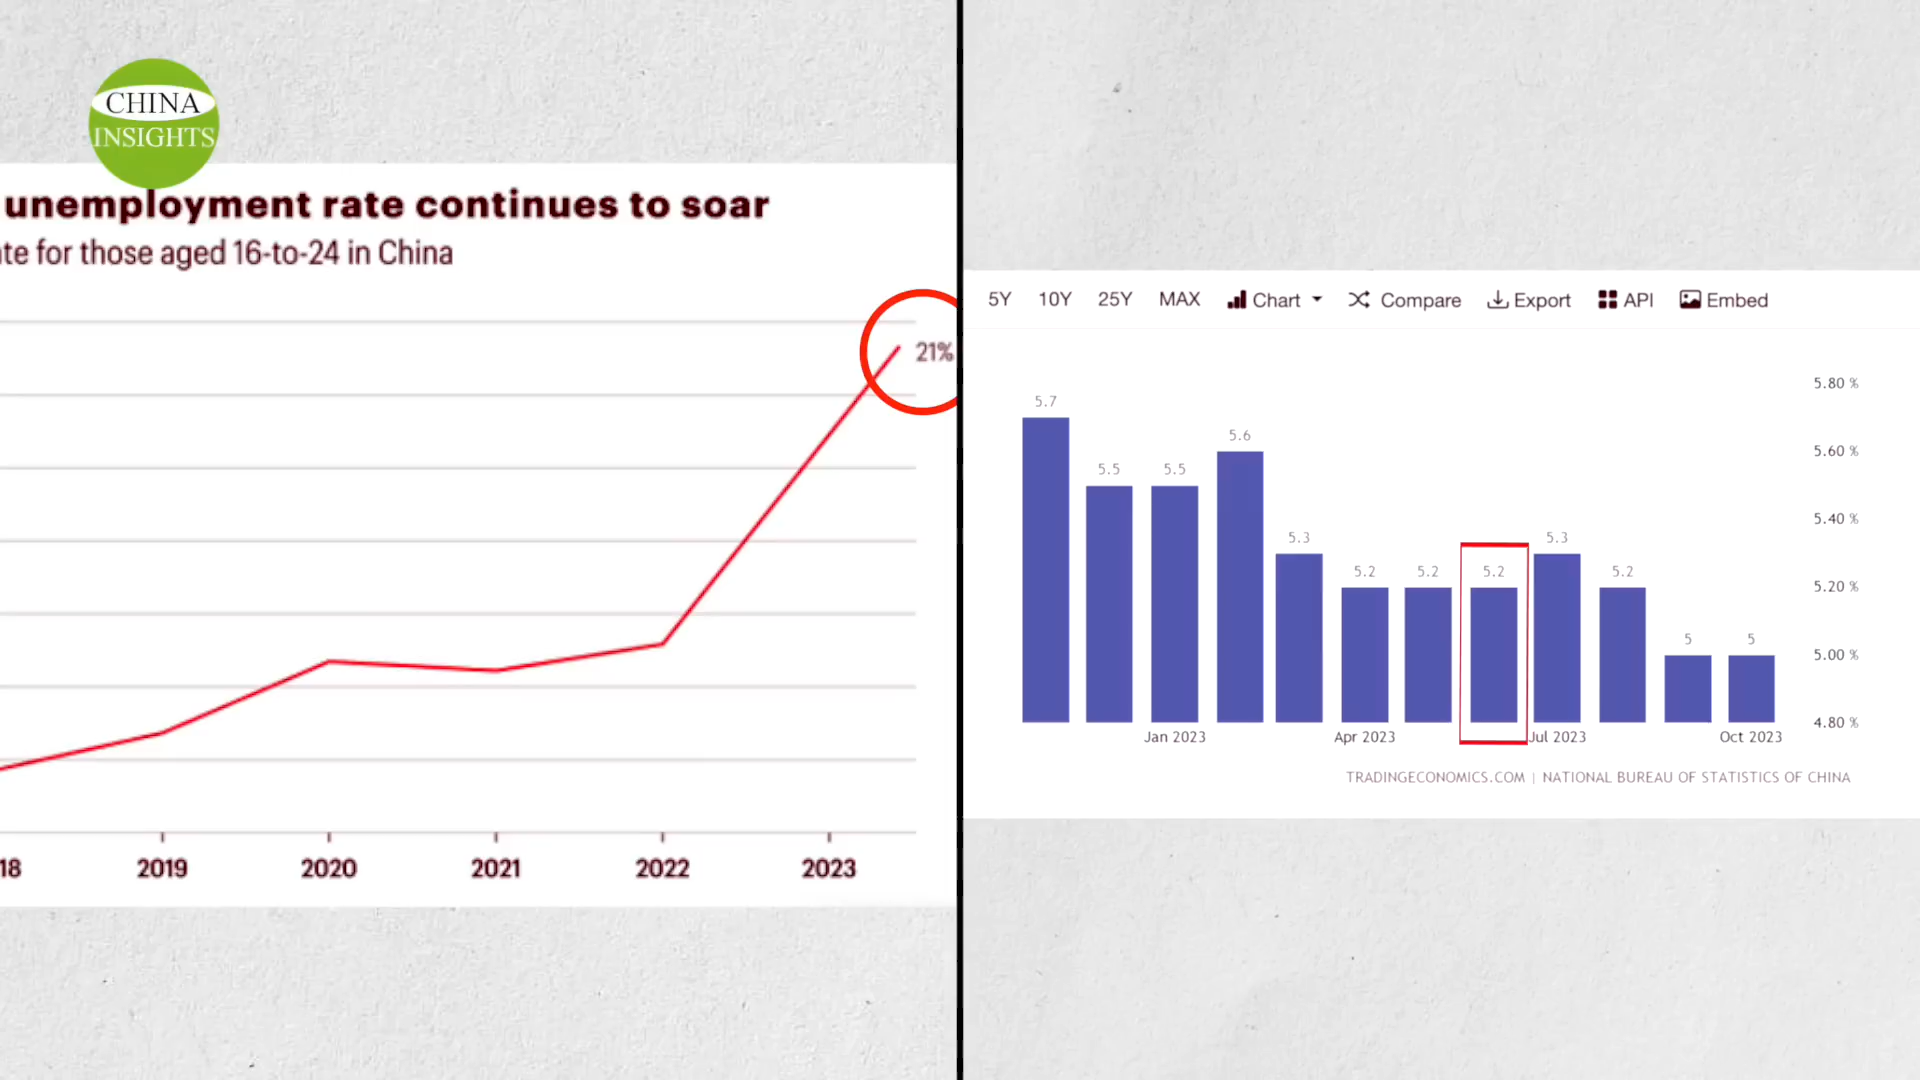 CHINA
INSIGHTS
unemployment rate continues to soar
for those aged 16-to-24 in China
21%
18 2019 2020 2021 2022 2023
5Y 10Y 25Y MAX Chart Compare Export API Embed
5.7 5.5 5.5 5.6 5.3 5.2 5.2 5.2 5.3 5.2 5 5
5.80 %
5.60 %
5.40 %
5.20 %
5.00 %
4.80 %
Jan 2023 Apr 2023 Jul 2023 Oct 2023
TRADINGECONOMICS.COM | NATIONAL BUREAU OF STATISTICS OF CHINA